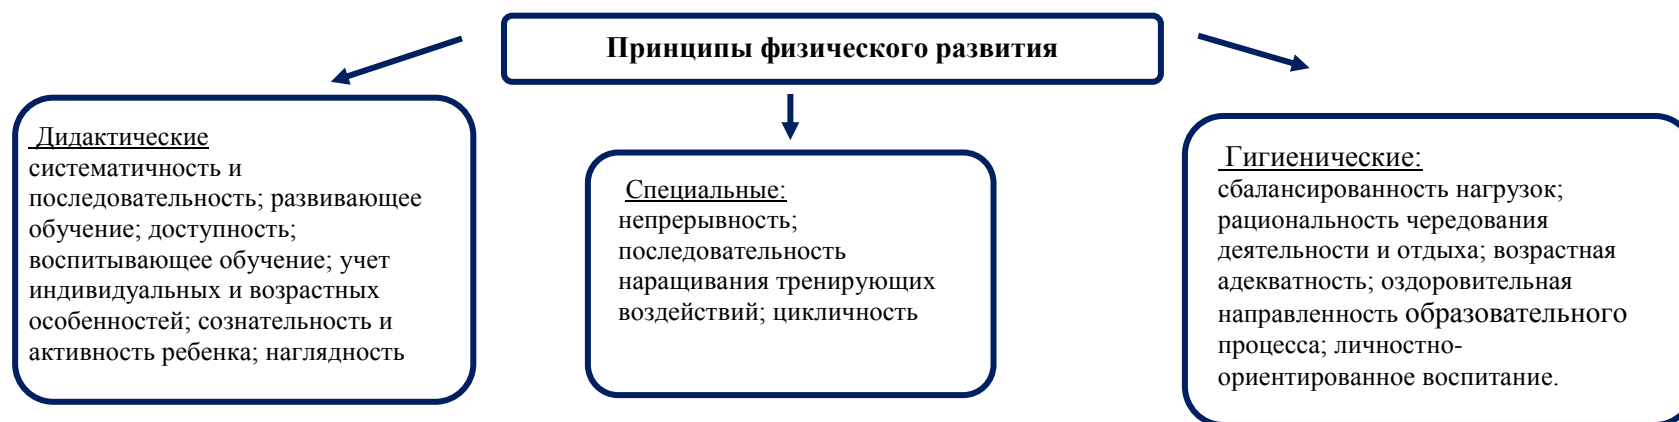 Принципы физического развития
Дидактические
систематичность и
последовательность; развивающее
обучение; доступность;
воспитывающее обучение; учет
индивидуальных и возрастных
особенностей; сознательность и
активность ребенка; наглядность
Специальные:
непрерывность;
последовательность
наращивания тренирующих
воздействий; цикличность
Гигиенические:
сбалансированность нагрузок;
рациональность чередования
деятельности и отдыха; возрастная
адекватность; оздоровительная
направленность образовательного
процесса; личностно-
ориентированное воспитание.